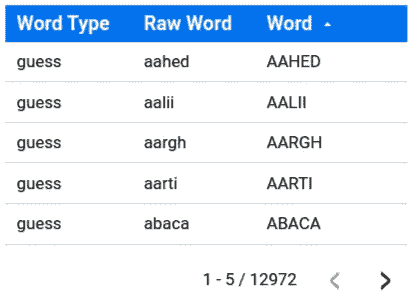 Word Type Raw Word Word
guess aahed AAHED
guess aalii AALII
guess aargh AARGH
guess aarti AARTI
guess abaca ABACA
1 - 5 / 12972